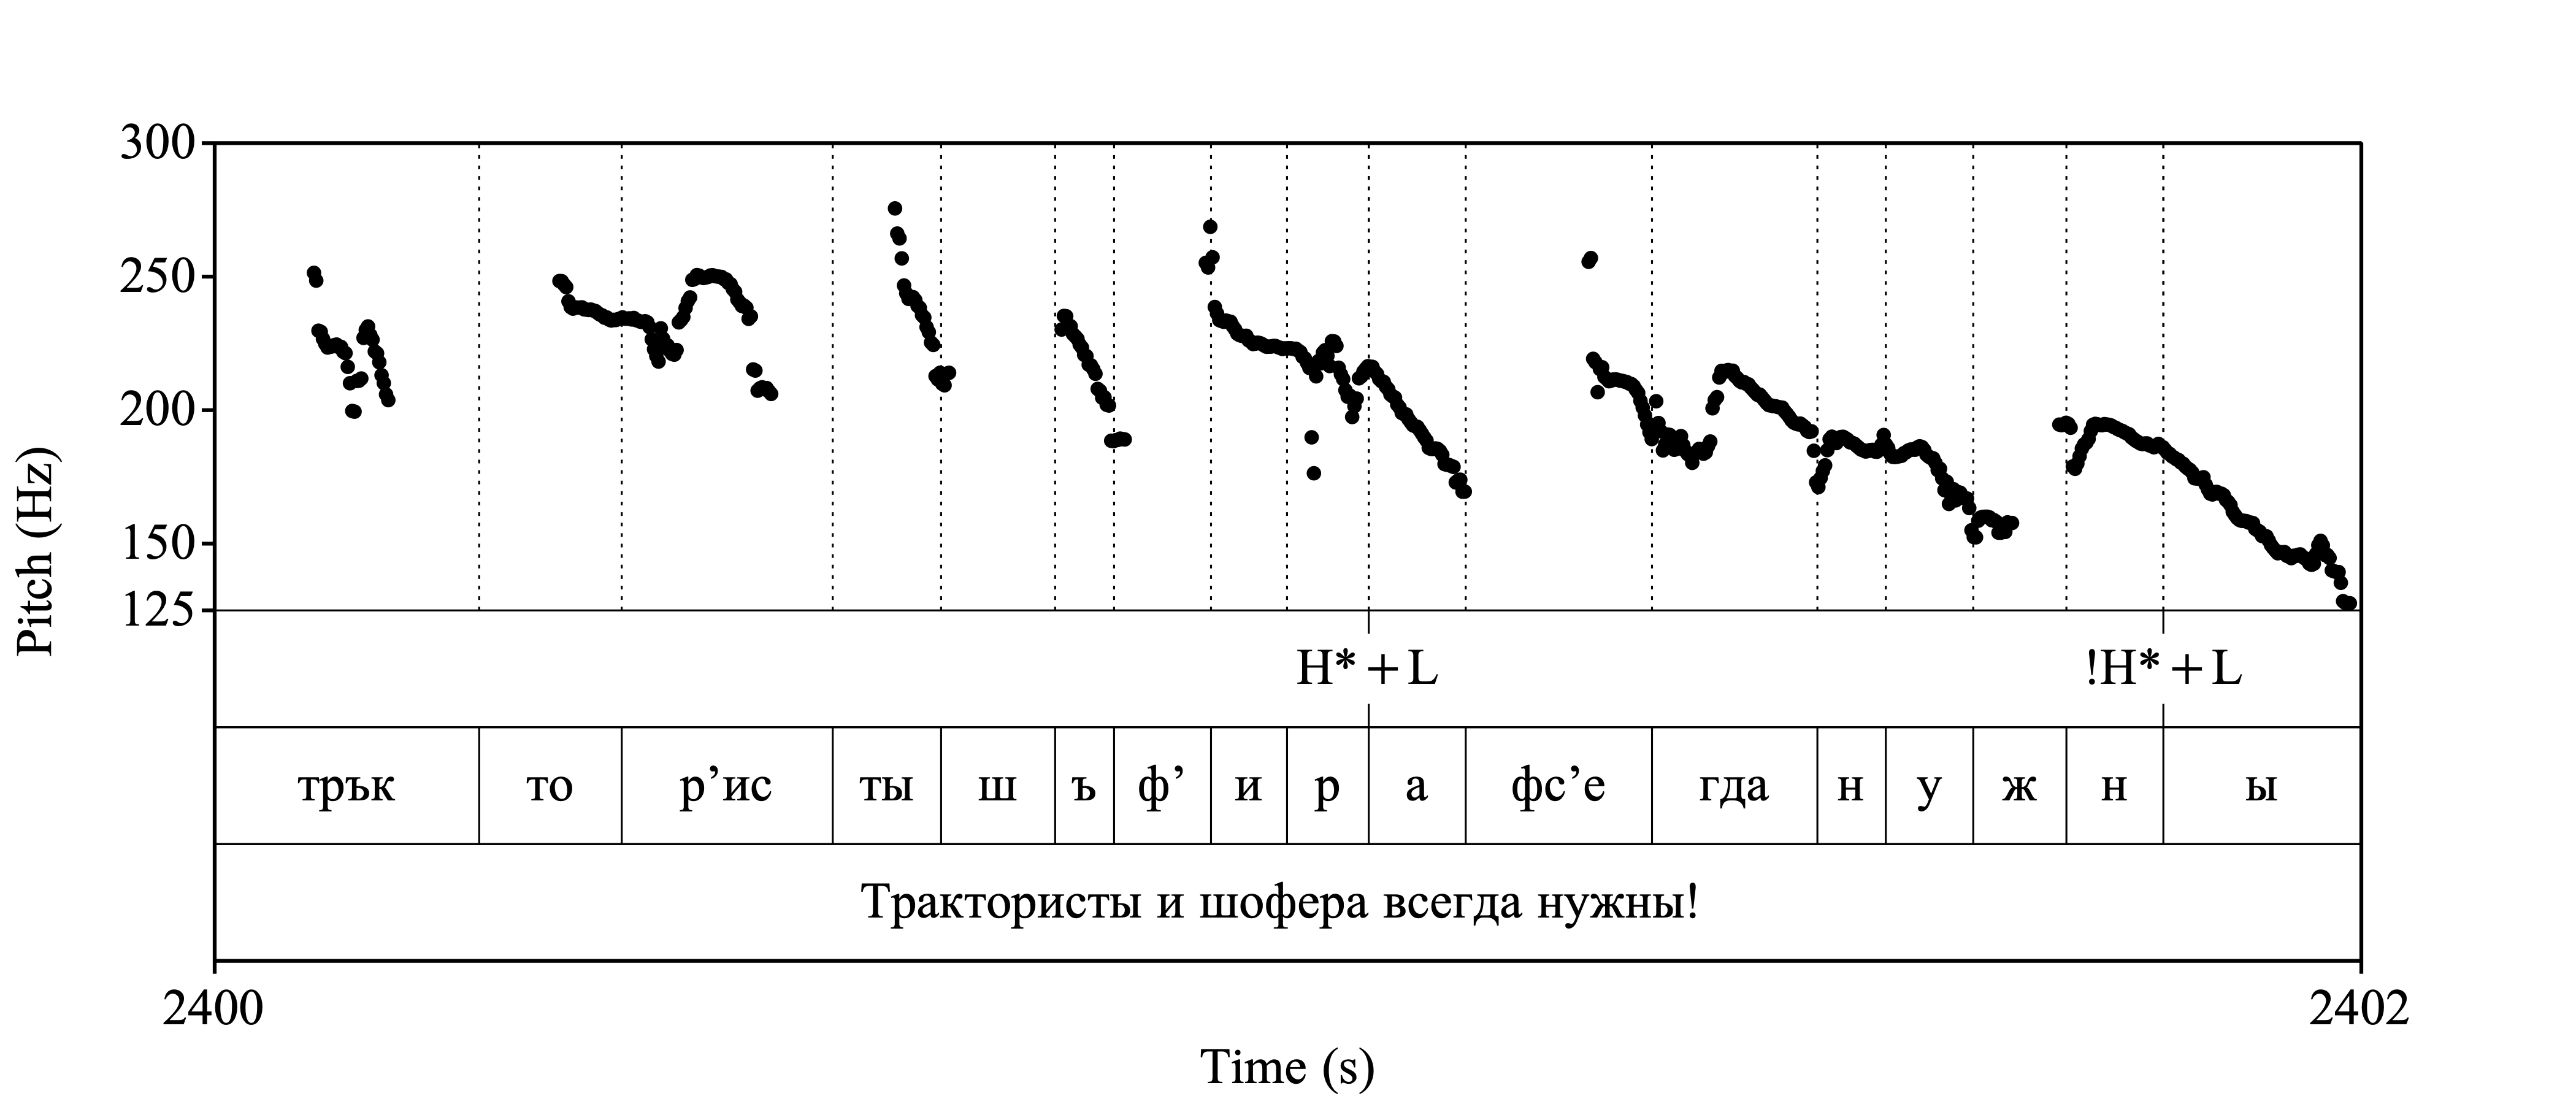 300
250
200
150
125
Pitch (Hz)
H* + L !H* + L
трък то р’ис ты ш ъ ф’ и р а фс’е гда н у ж н ы
Трактористы и шофера всегда нужны!
2400 2402
Time (s)